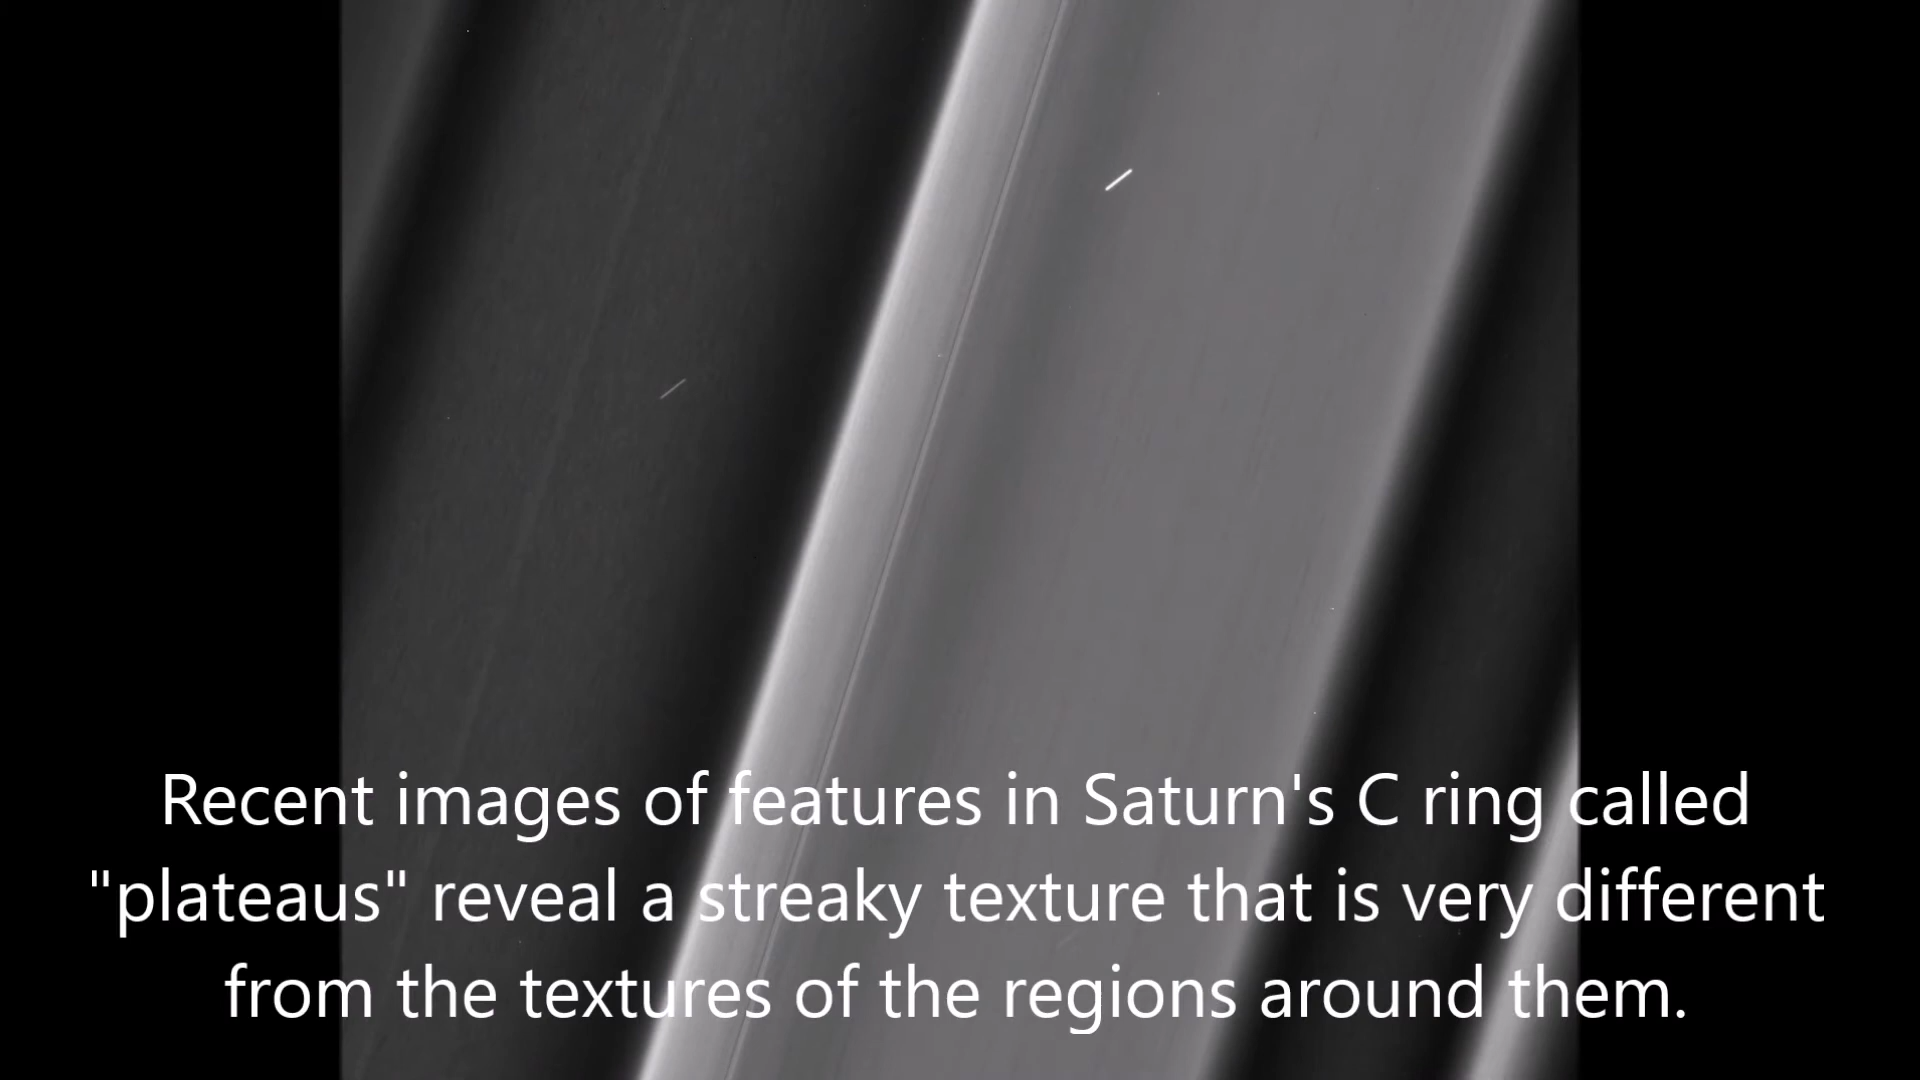 Recent images of features in Saturn's C ring called
"plateaus" reveal a streaky texture that is very different
from the textures of the regions around them.